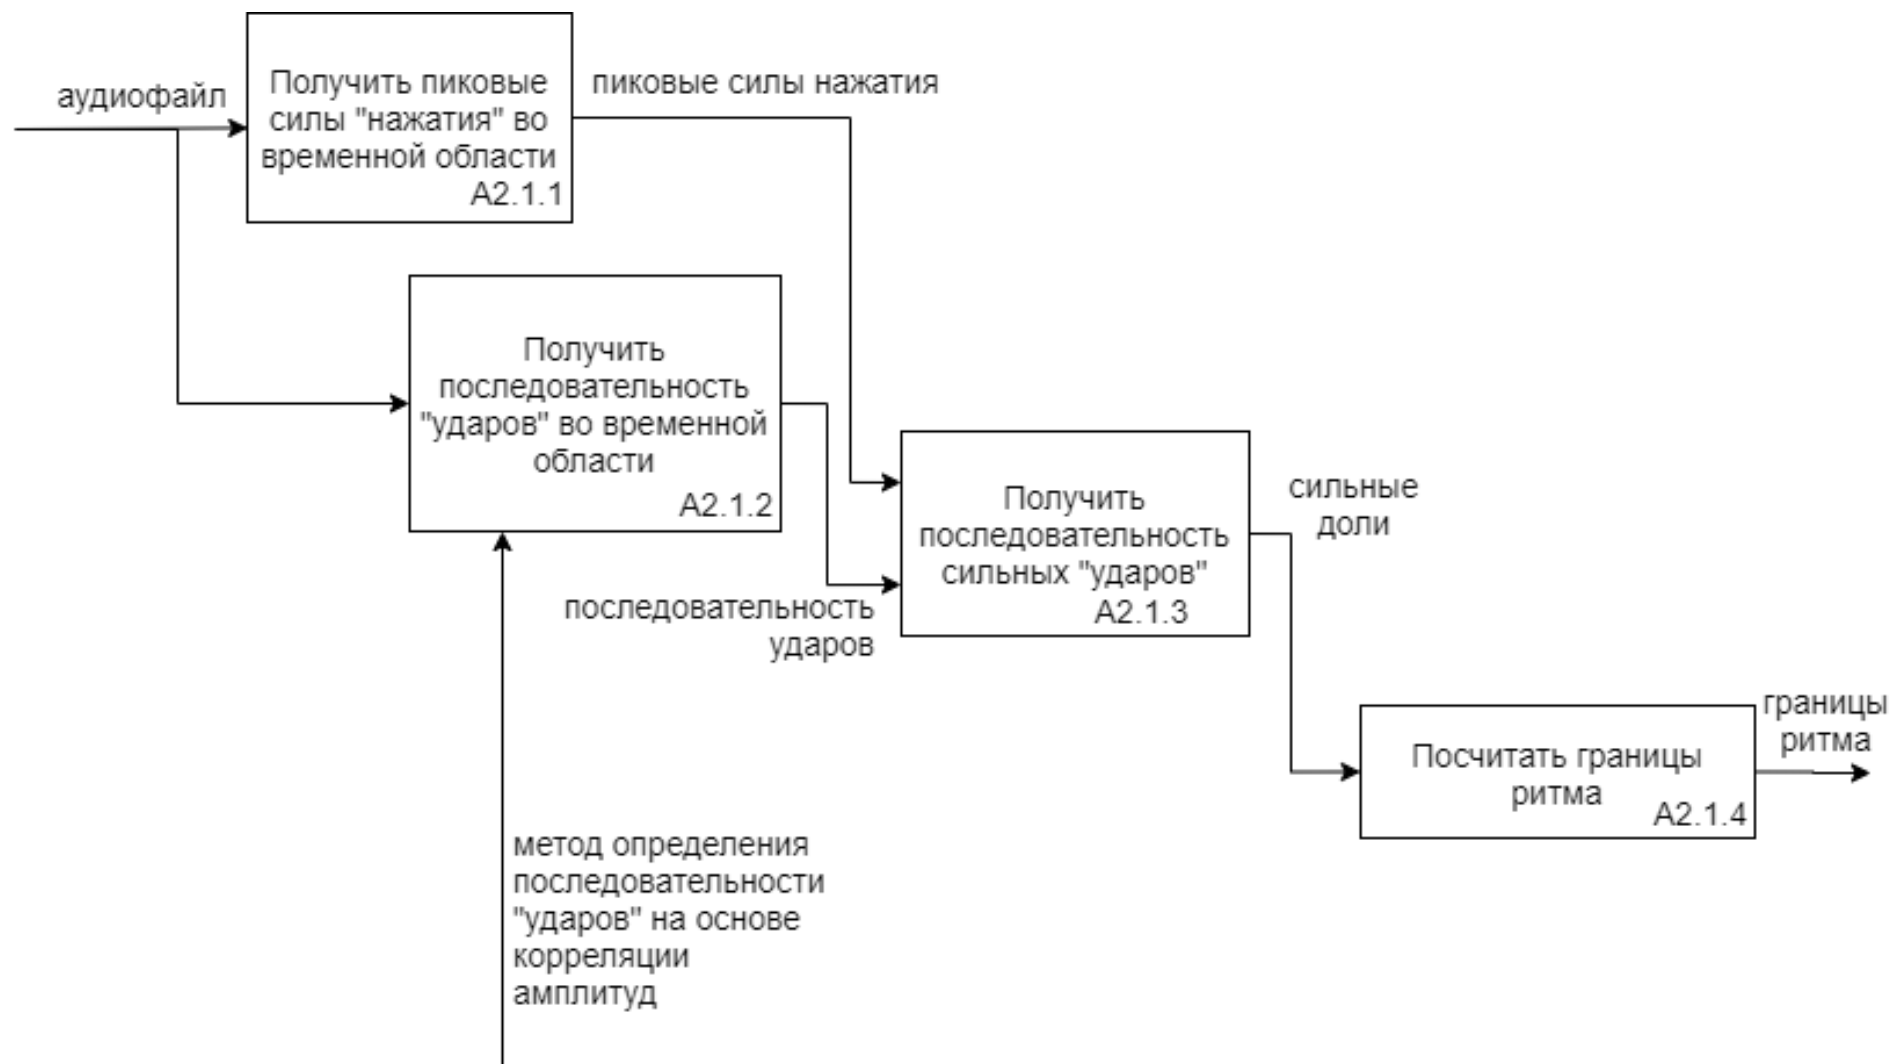 аудиофайл
Получить пиковые
силы "нажатия" во
временной области
A2.1.1
пиковые силы нажатия
Получить
последовательность
"ударов" во временной
области
A2.1.2
последовательность
ударов
Получить
последовательность
сильных "ударов"
A2.1.3
сильные
доли
Посчитать границы
ритма
A2.1.4
границы
ритма
метод определения
последовательности
"ударов" на основе
корреляции
амплитуд